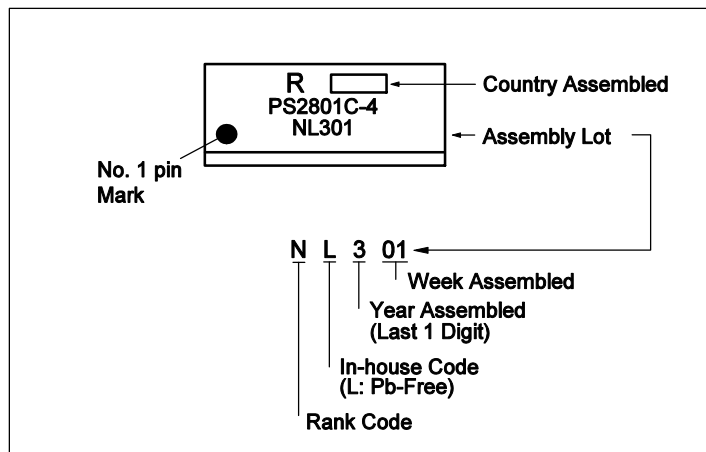 R
Country Assembled
PS2801C-4
NL301
Assembly Lot
No. 1 pin
Mark
N L 3 01
Week Assembled
Year Assembled
(Last 1 Digit)
In-house Code
(L: Pb-Free)
Rank Code